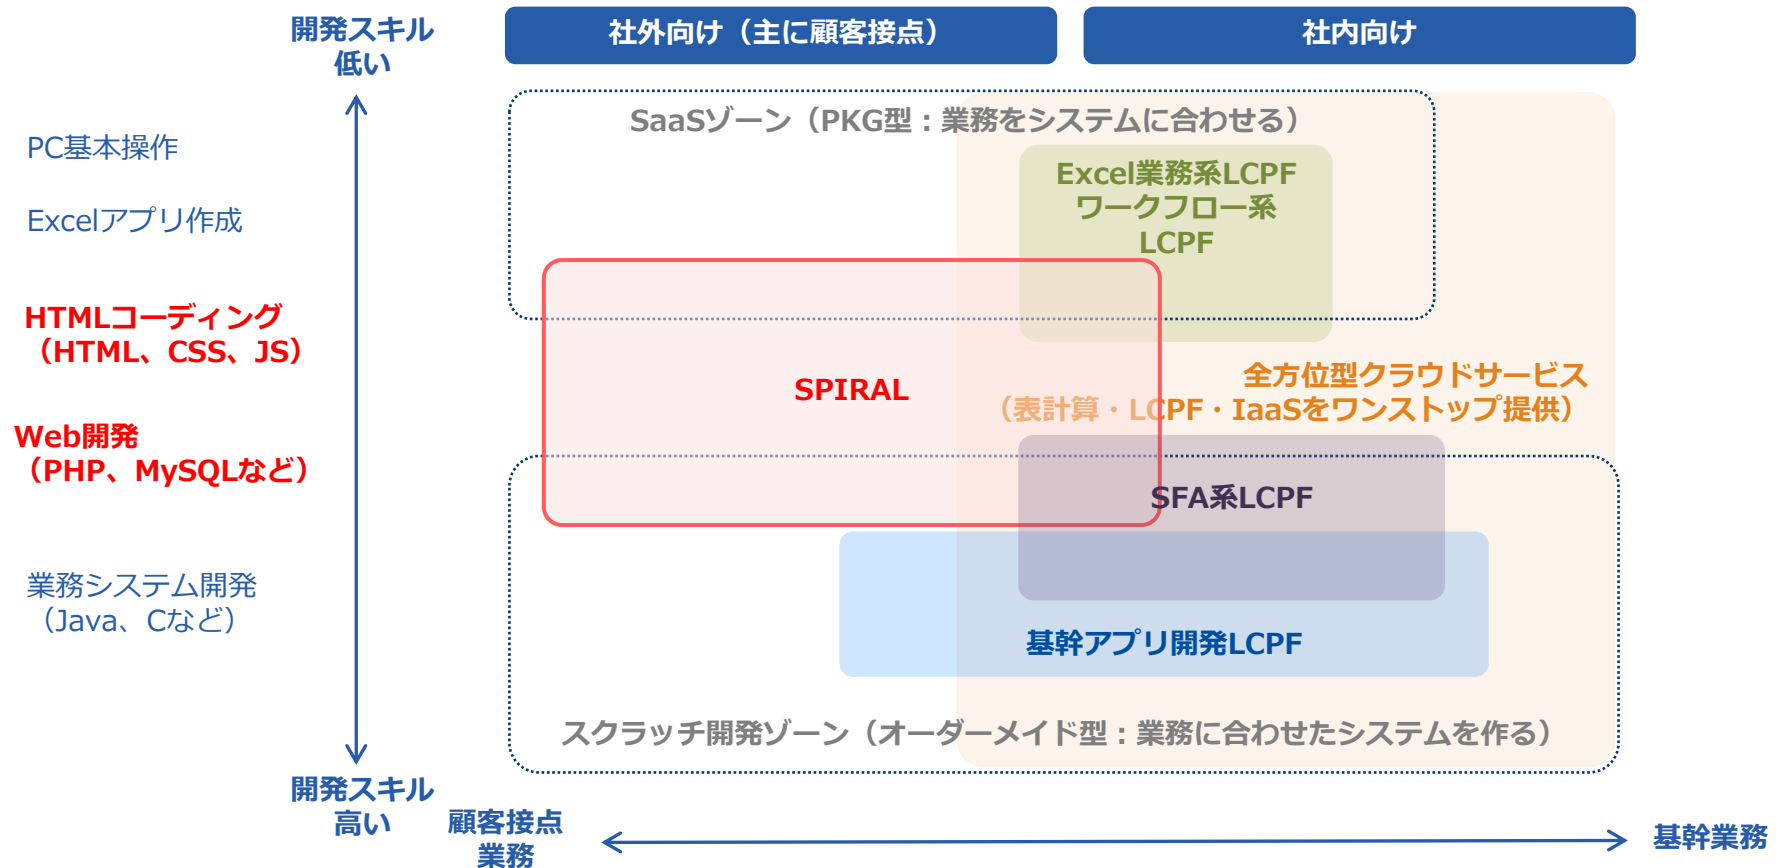 開発スキル
低い
社外向け（主に顧客接点）
社内向け
SaaSゾーン（PKG型：業務をシステムに合わせる）
PC基本操作
Excelアプリ作成
Excel業務系LCPF
ワークフロー系
LCPF
HTMLコーディング
（HTML、CSS、JS）
SPIRAL
全方位型クラウドサービス
（表計算・LCPF・IaaSをワンストップ提供）
Web開発
（PHP、MySQLなど）
SFA系LCPF
業務システム開発
（Java、Cなど）
基幹アプリ開発LCPF
スクラッチ開発ゾーン（オーダーメイド型：業務に合わせたシステムを作る）
開発スキル
高い
顧客接点
業務
基幹業務